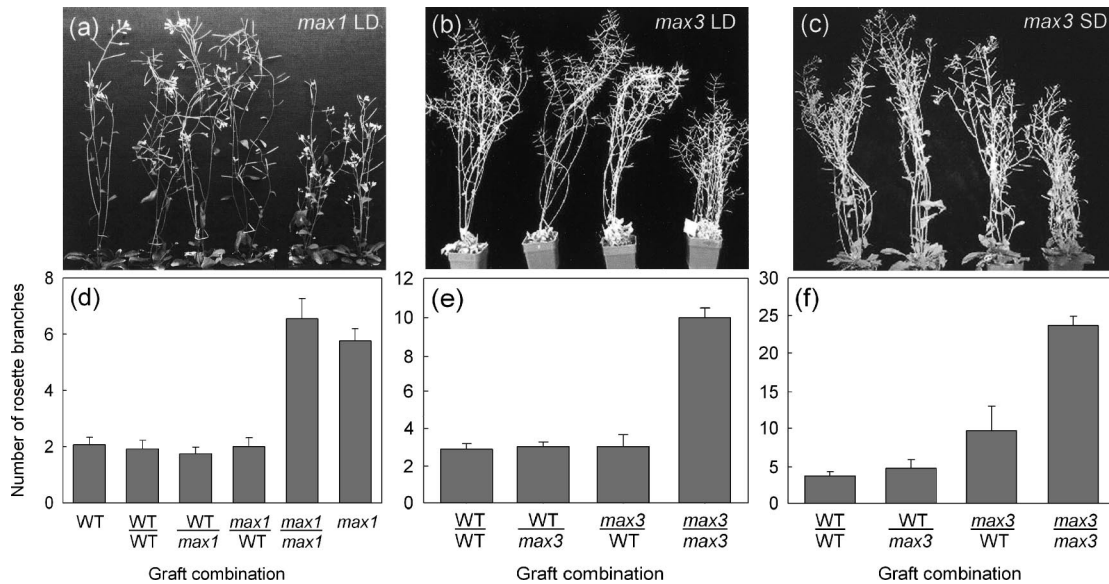 (a) max1 LD
(b) max3 LD
(c) max3 SD
Number of rosette branches
(d)
8
6
4
2
0
WT
WT
WT
WT
max1
max1
WT
max1
max1
max1
Graft combination
(e)
12
10
8
6
4
2
0
WT
WT
WT
max3
max3
WT
max3
max3
Graft combination
(f)
30
25
20
15
10
5
0
WT
WT
WT
max3
max3
WT
max3
max3
Graft combination